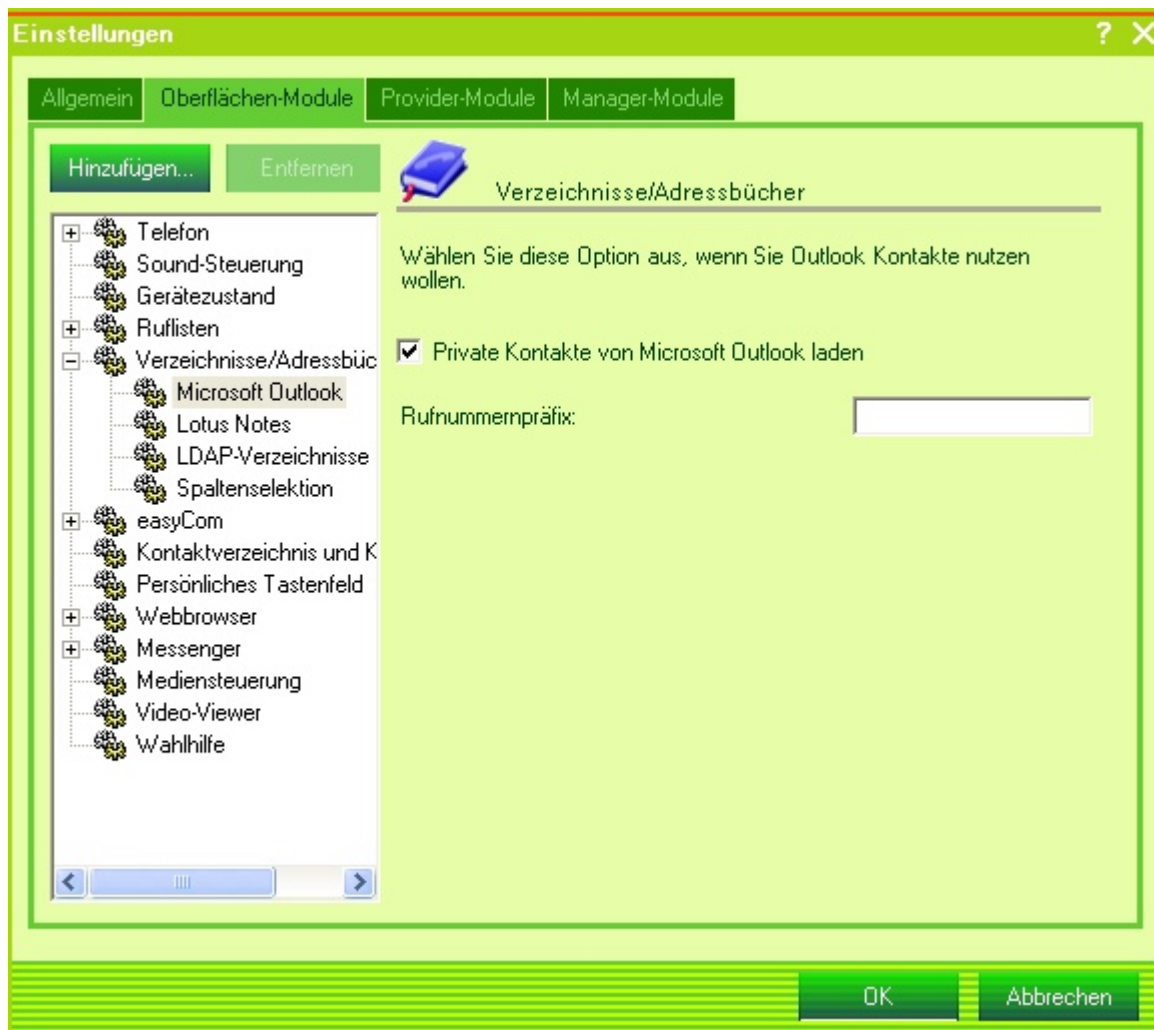 Einstellungen
?
Allgemein
Oberflächen-Module
Provider-Module
Manager-Module
Hinzufügen...
Entfernen
Telefon
Sound-Steuerung
Gerätezustand
Ruflisten
Verzeichnisse/Adressbüc
Microsoft Outlook
Lotus Notes
LDAP-Verzeichnisse
Spaltenselektion
easyCom
Kontaktverzeichnis und K
Persönliches Tastenfeld
Webbrowser
Messenger
Mediensteuerung
Video-Viewer
Wahlhilfe
Verzeichnisse/Adressbücher
Wählen Sie diese Option aus, wenn Sie Outlook Kontakte nutzen
wollen.
Private Kontakte von Microsoft Outlook laden
Rufnummernpräfix:
OK
Abbrechen